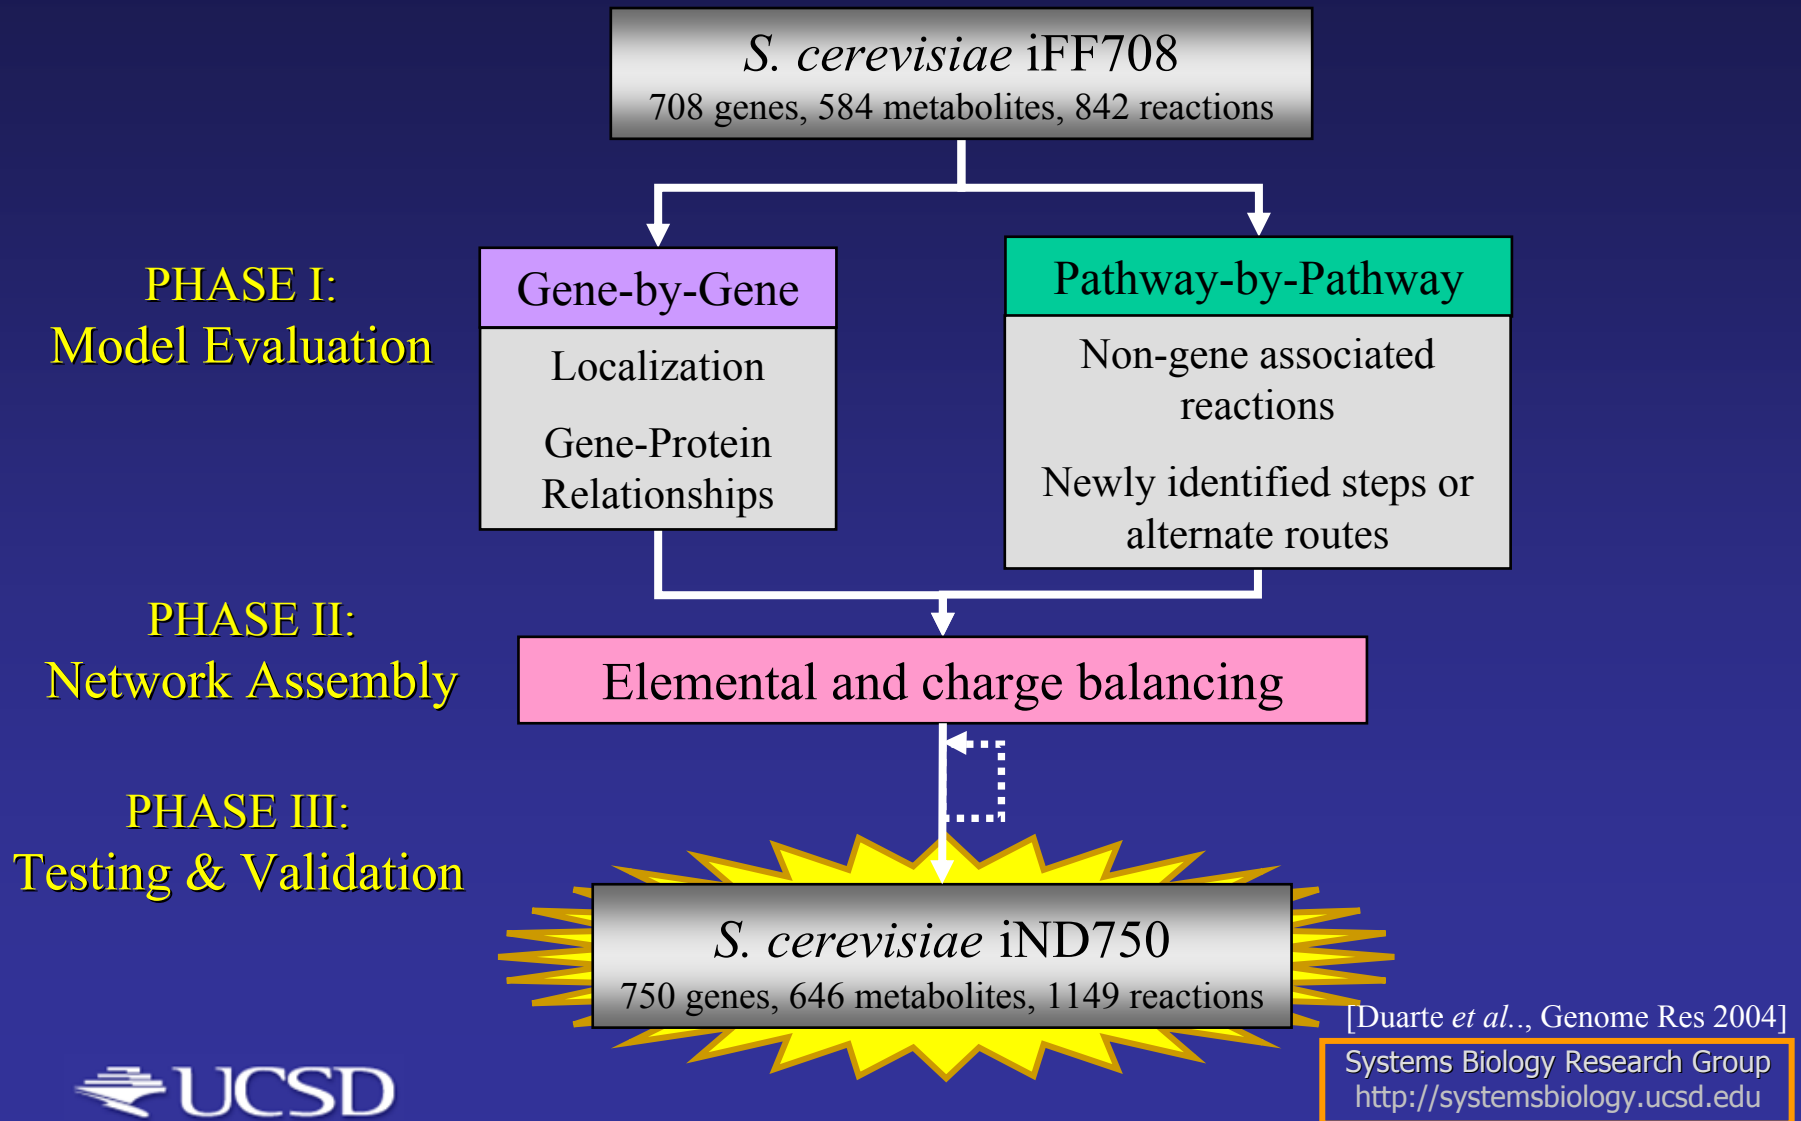 S. cerevisiae iFF708
708 genes, 584 metabolites, 842 reactions
PHASE I:
Model Evaluation
Gene-by-Gene
Localization
Gene-Protein
Relationships
Pathway-by-Pathway
Non-gene associated
reactions
Newly identified steps or
alternate routes
PHASE II:
Network Assembly
Elemental and charge balancing
PHASE III:
Testing & Validation
S. cerevisiae iND750
750 genes, 646 metabolites, 1149 reactions
[Duarte et al.., Genome Res 2004]
UCSD
Systems Biology Research Group
http://systemsbiology.ucsd.edu